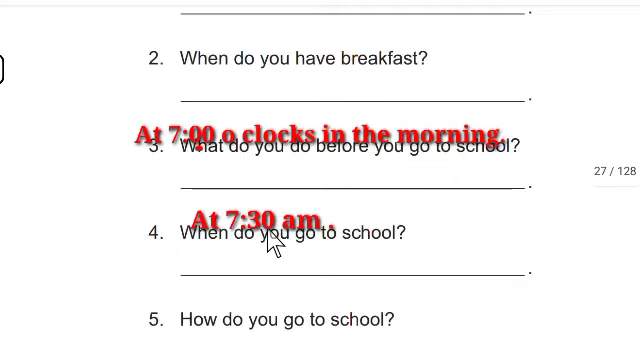 2. When do you have breakfast?
At 7:00 o clocks in the morning.
3. What do you do before you go to school?
27 / 128
At 7:30 am .
4. When do you go to school?
5. How do you go to school?